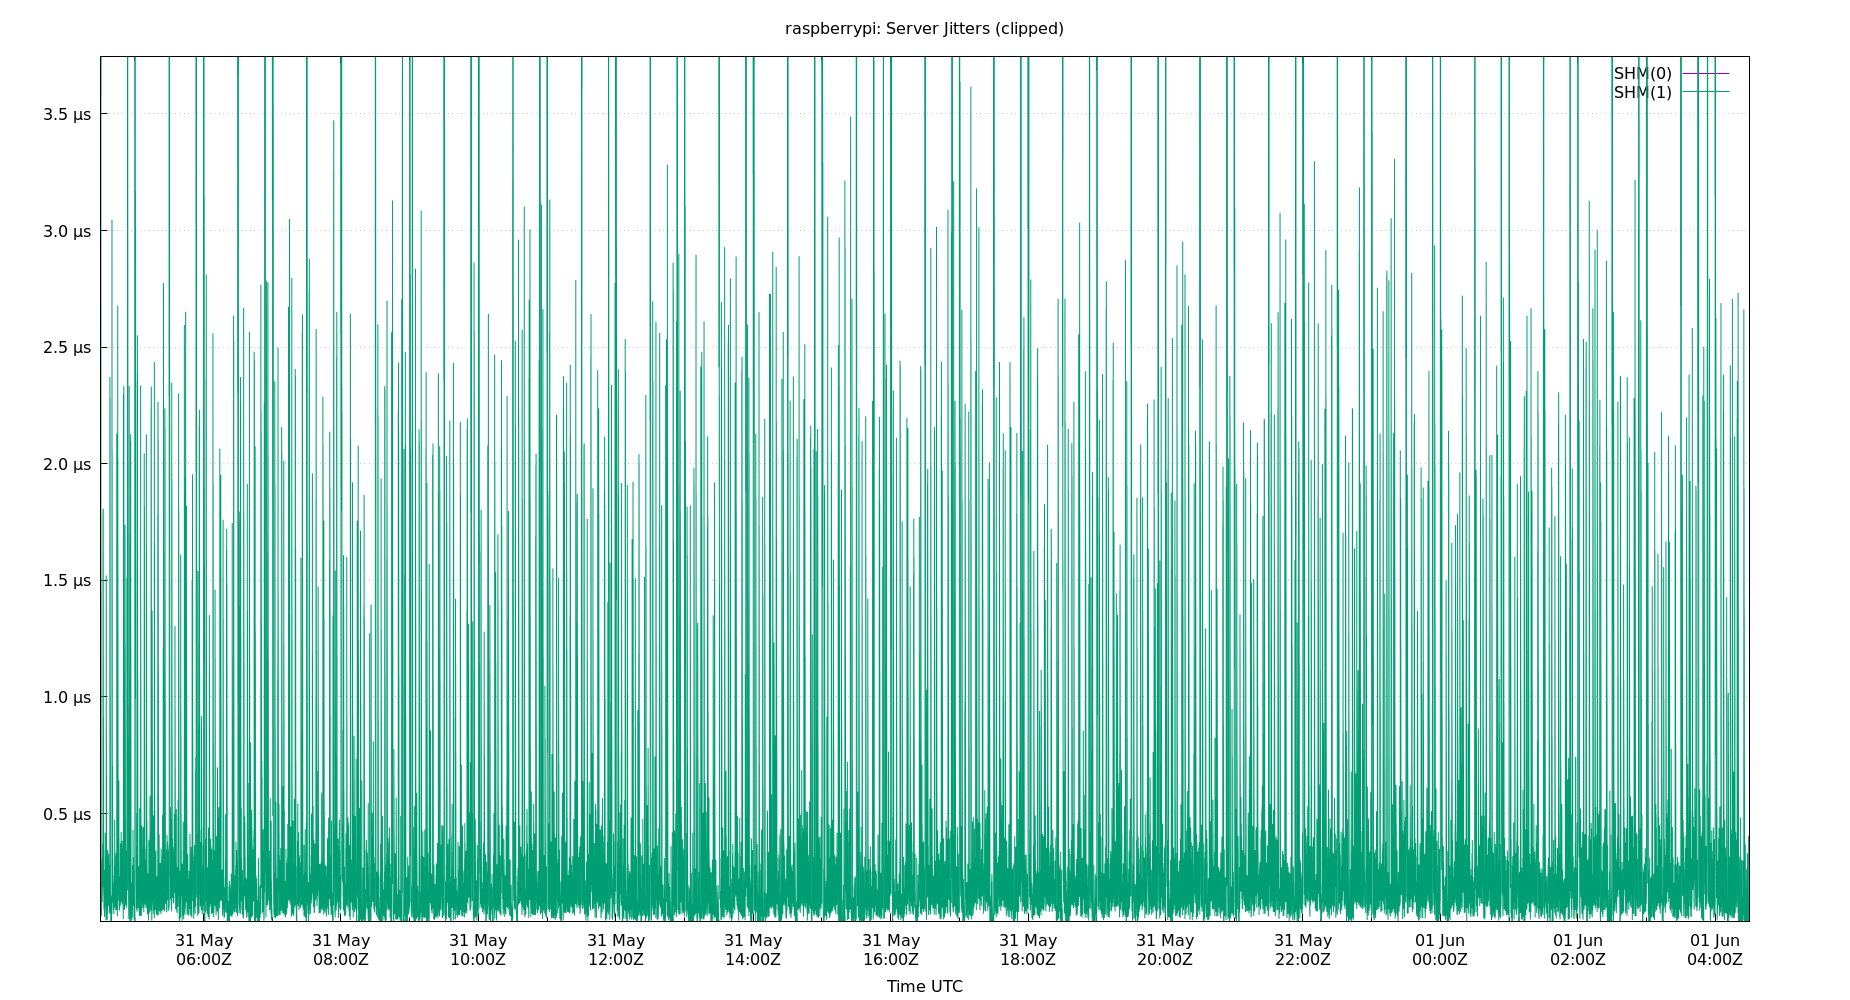 raspberrypi: Server Jitters (clipped)
SHM(0)
SHM(1)
3.5 µs
3.0 µs
2.5 µs
2.0 µs
1.5 µs
1.0 µs
0.5 µs
31 May 31 May 31 May 31 May 31 May 31 May 31 May 31 May 31 May 01 Jun 01 Jun 01 Jun
06:00Z 08:00Z 10:00Z 12:00Z 14:00Z 16:00Z 18:00Z 20:00Z 22:00Z 00:00Z 02:00Z 04:00Z
Time UTC